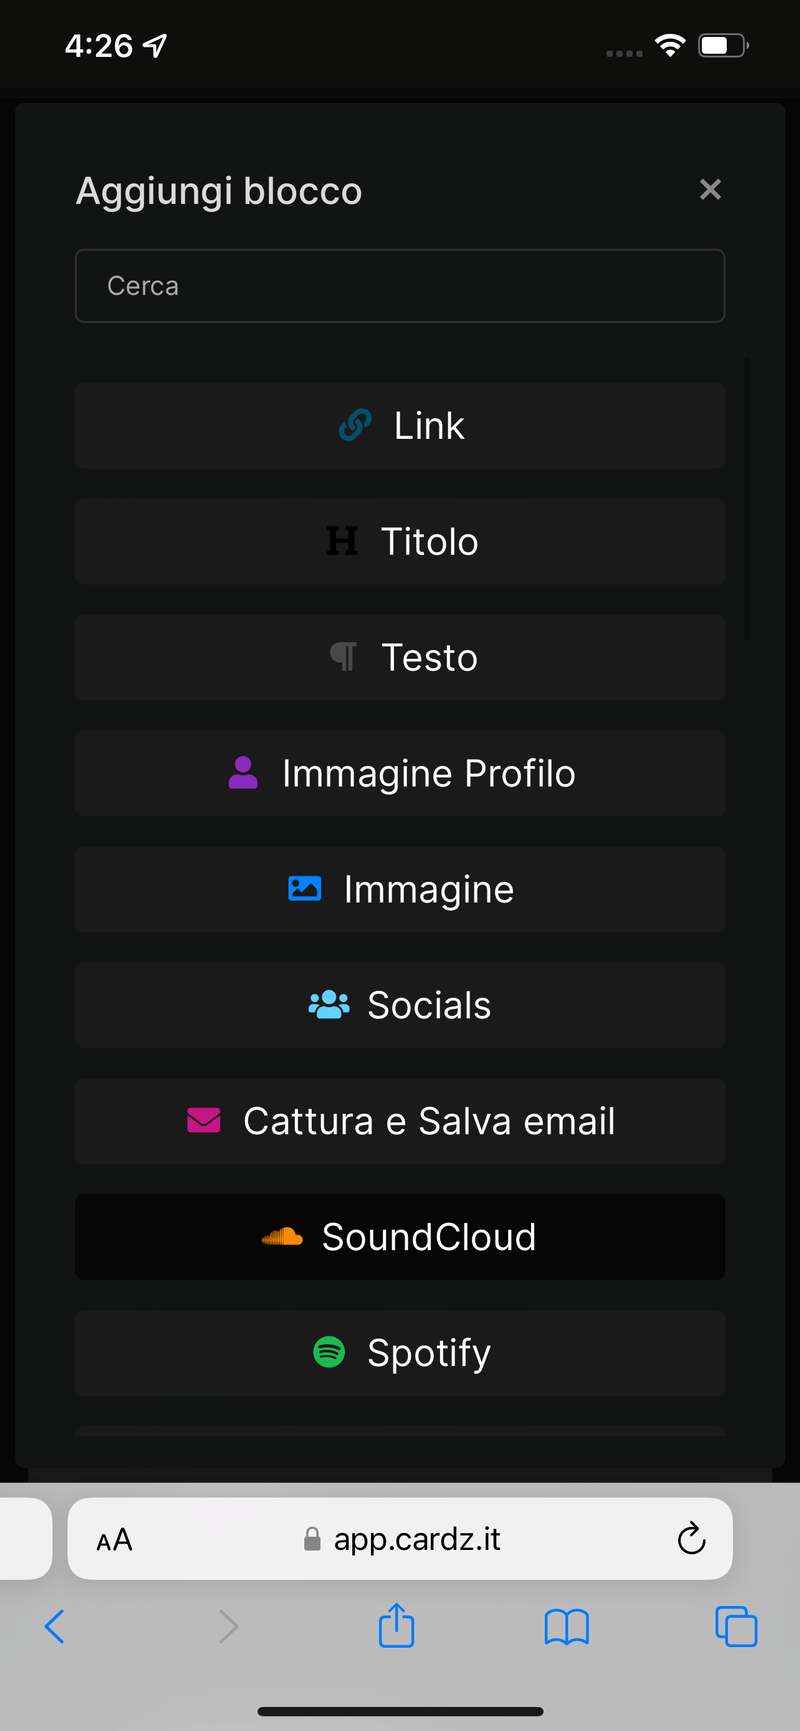 4:26
Aggiungi blocco
Cerca
Link
Titolo
Testo
Immagine Profilo
Immagine
Socials
Cattura e Salva email
SoundCloud
Spotify
AA app.cardz.it